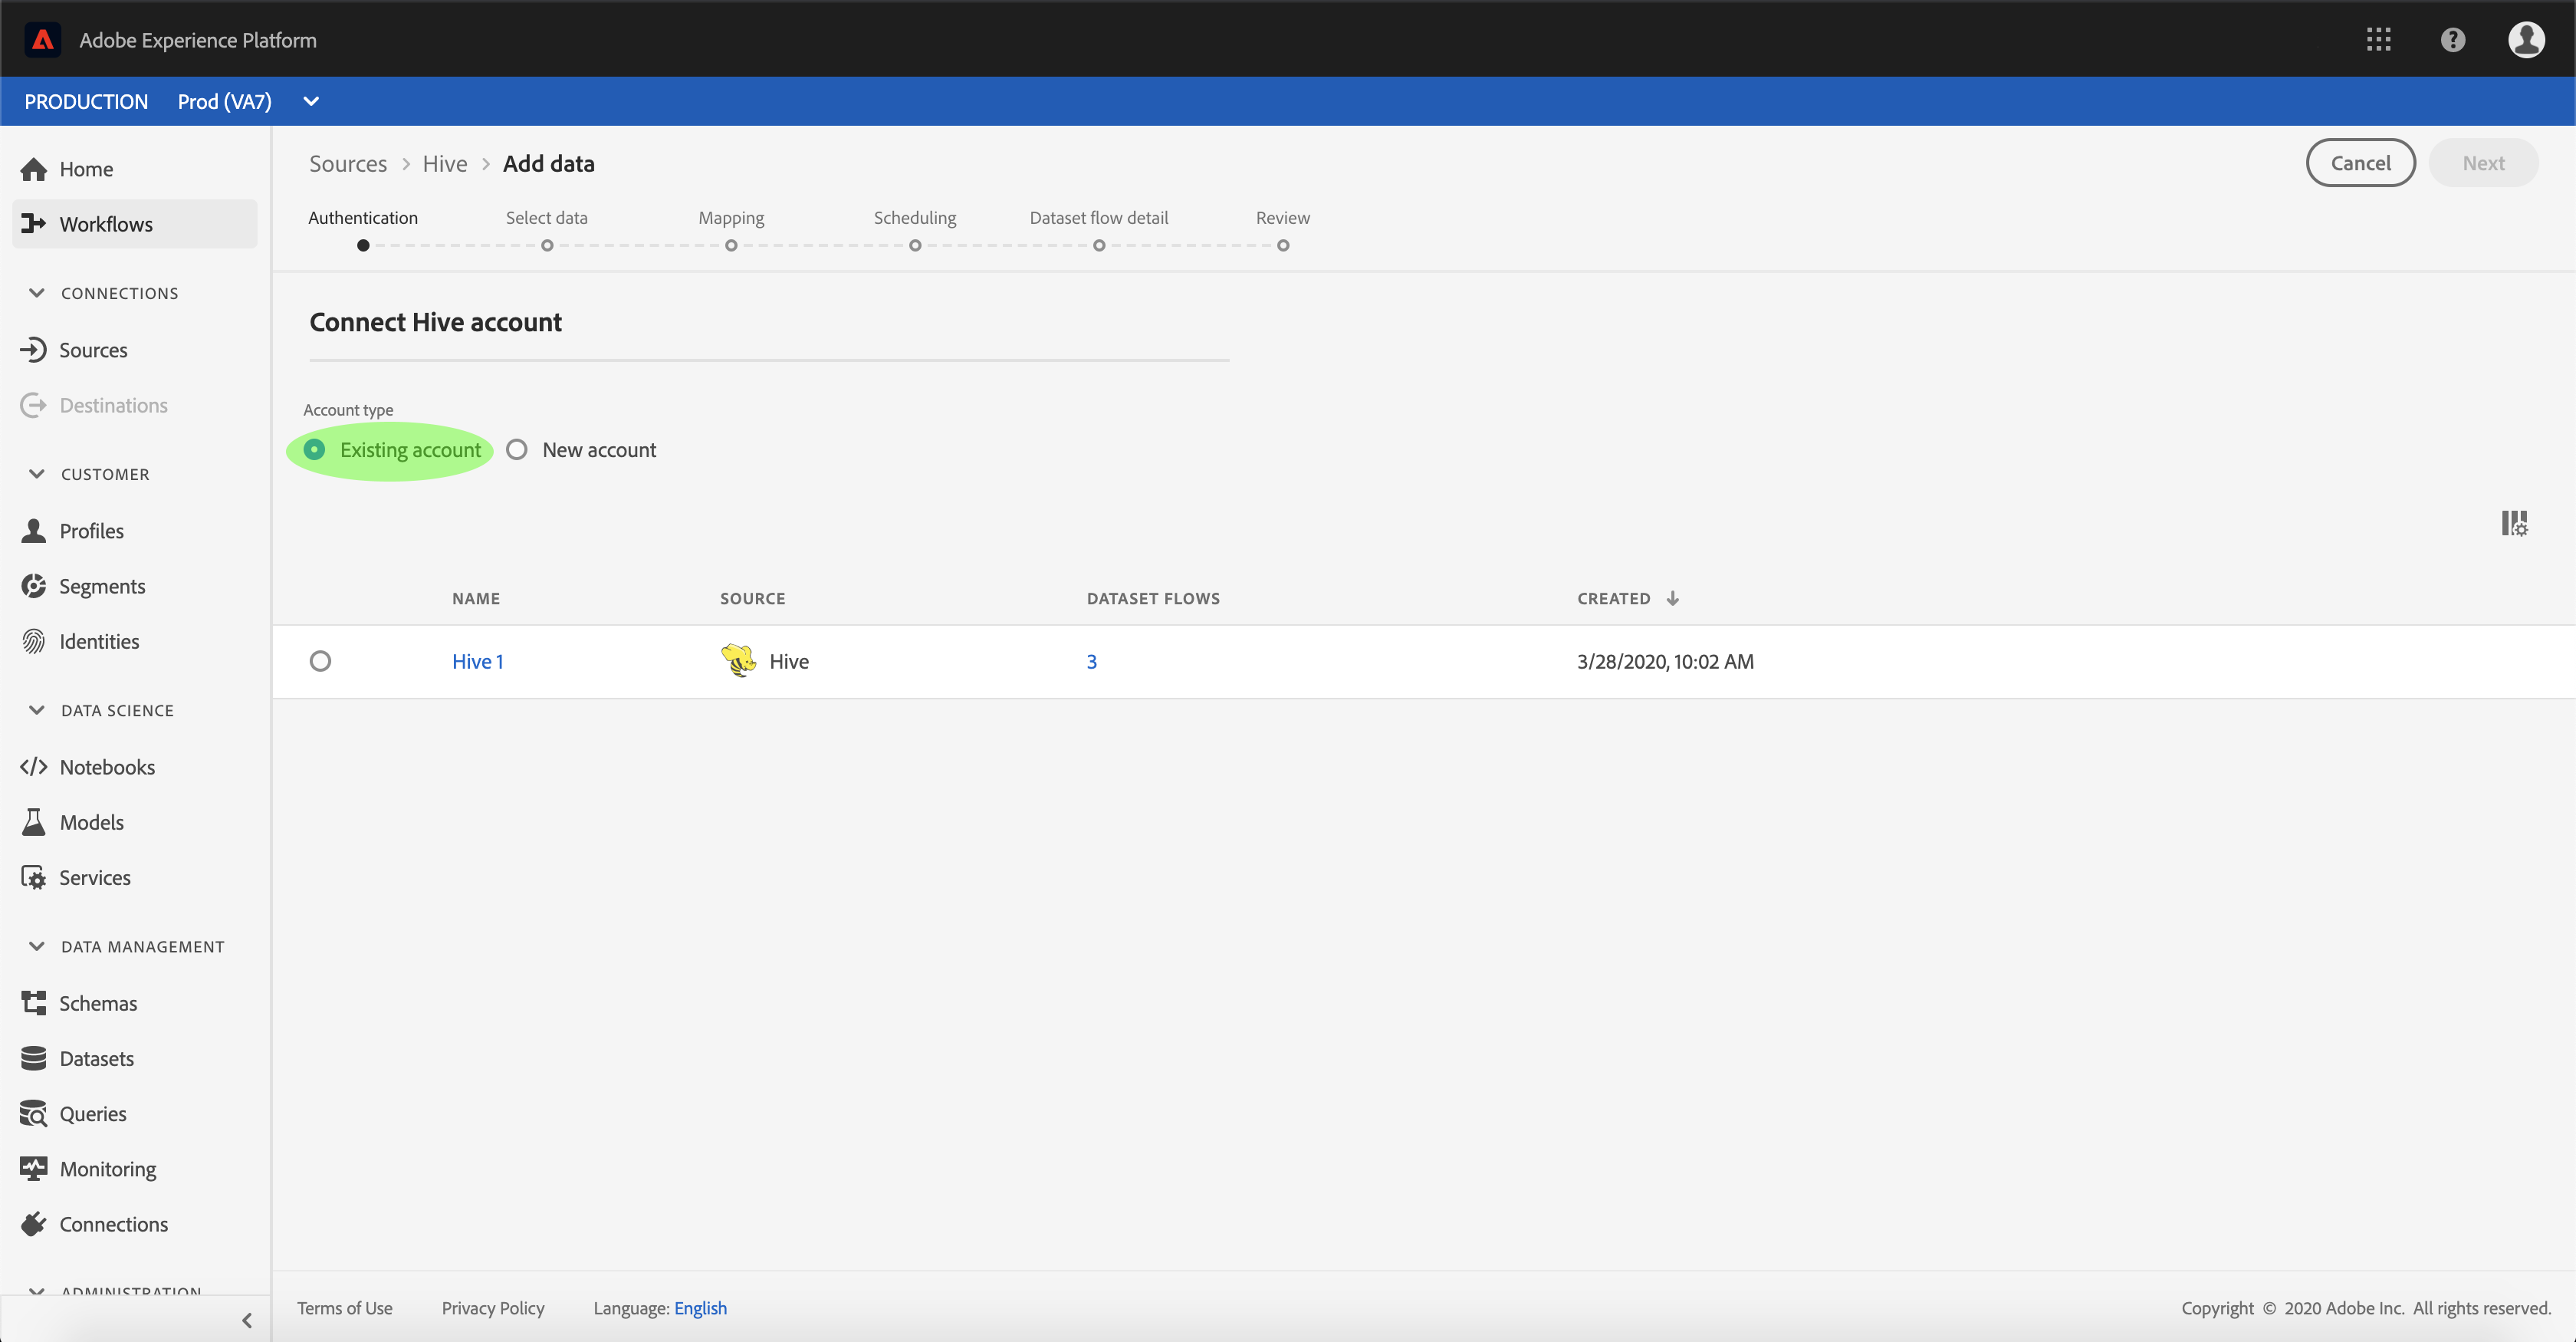 Adobe Experience Platform
PRODUCTION Prod (VA7)
Home
Workflows
CONNECTIONS
Sources
Destinations
CUSTOMER
Profiles
Segments
Identities
DATA SCIENCE
Notebooks
Models
Services
DATA MANAGEMENT
Schemas
Datasets
Queries
Monitoring
Connections
ADMINISTRATION
Sources > Hive > Add data
Cancel Next
Authentication Select data Mapping Scheduling Dataset flow detail Review
Connect Hive account
Account type
Existing account New account
NAME SOURCE DATASET FLOWS CREATED
Hive 1 Hive 3 3/28/2020, 10:02 AM
Terms of Use Privacy Policy Language: English Copyright © 2020 Adobe Inc. All rights reserved.